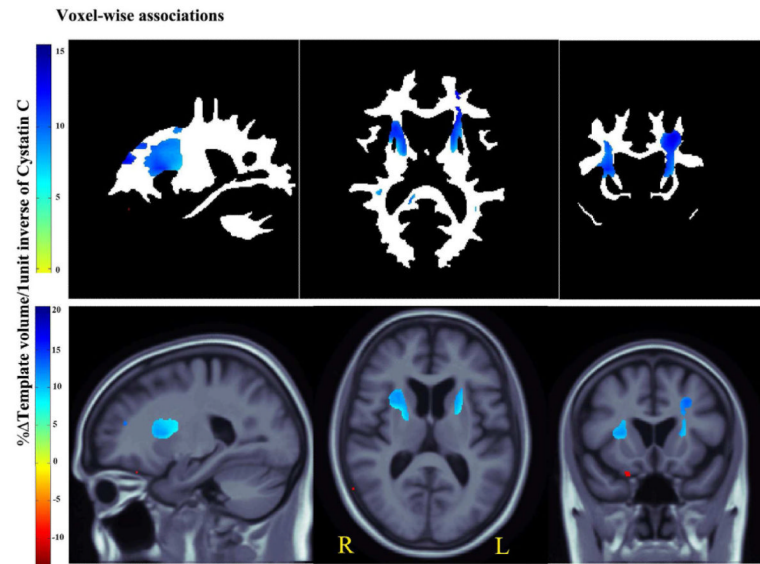 Voxel-wise associations
%ΔTemplate volume/1unit inverse of Cystatin C
15
10
5
0
20
15
10
5
0
-5
-10
R
L